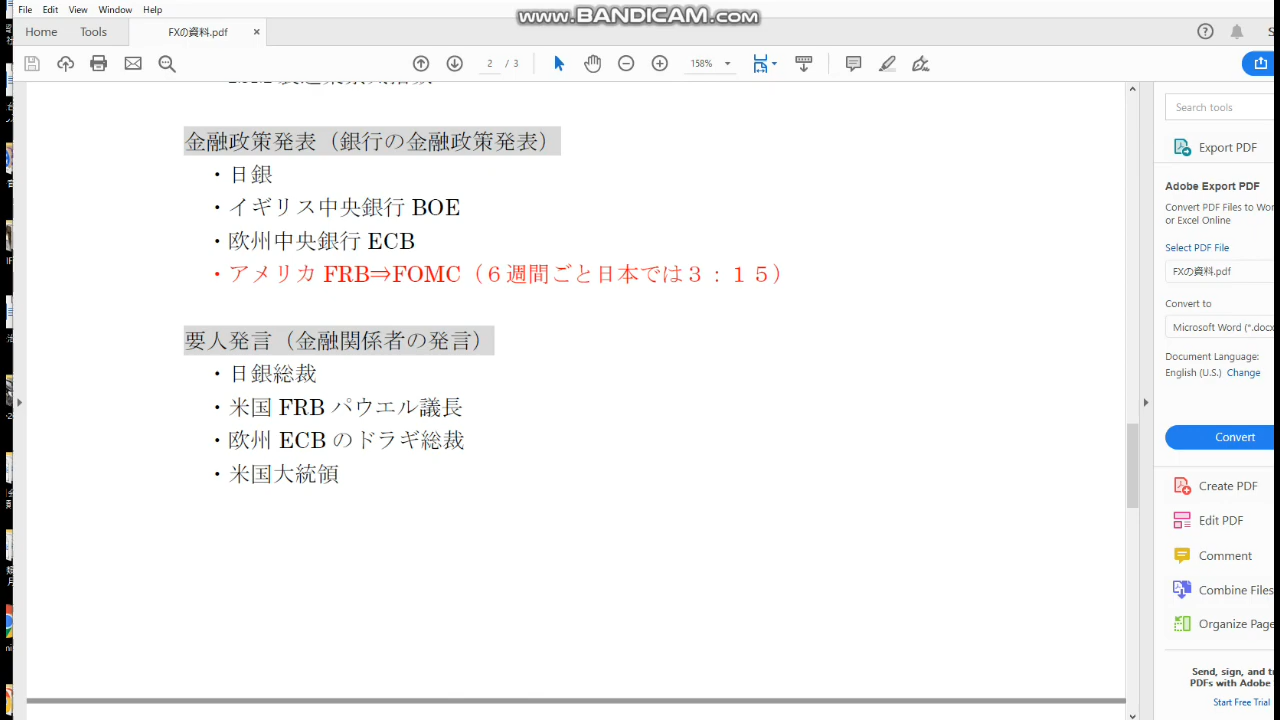 www.BANDICAM.com
File Edit View Window Help
Home Tools FXの資料.pdf ×
2 / 3 158%
金融政策発表（銀行の金融政策発表）
・日銀
・イギリス中央銀行 BOE
・欧州中央銀行 ECB
・アメリカ FRB⇒FOMC（６週間ごと日本では３：１５）
要人発言（金融関係者の発言）
・日銀総裁
・米国 FRB パウエル議長
・欧州 ECB のドラギ総裁
・米国大統領
Search tools
Export PDF
Adobe Export PDF
Convert PDF Files to Wor
or Excel Online
Select PDF File
FXの資料.pdf
Convert to
Microsoft Word (*.docx
Document Language:
English (U.S.) Change
Convert
Create PDF
Edit PDF
Comment
Combine Files
Organize Page
Send, sign, and tr
PDFs with Adobe
Start Free Trial